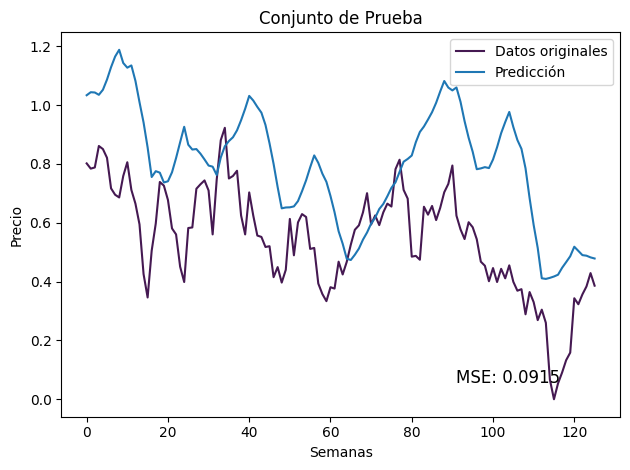 Conjunto de Prueba
Datos originales
Predicción
1.2
1.0
0.8
0.6
0.4
0.2
0.0
Precio
MSE: 0.0915
0 20 40 60 80 100 120
Semanas